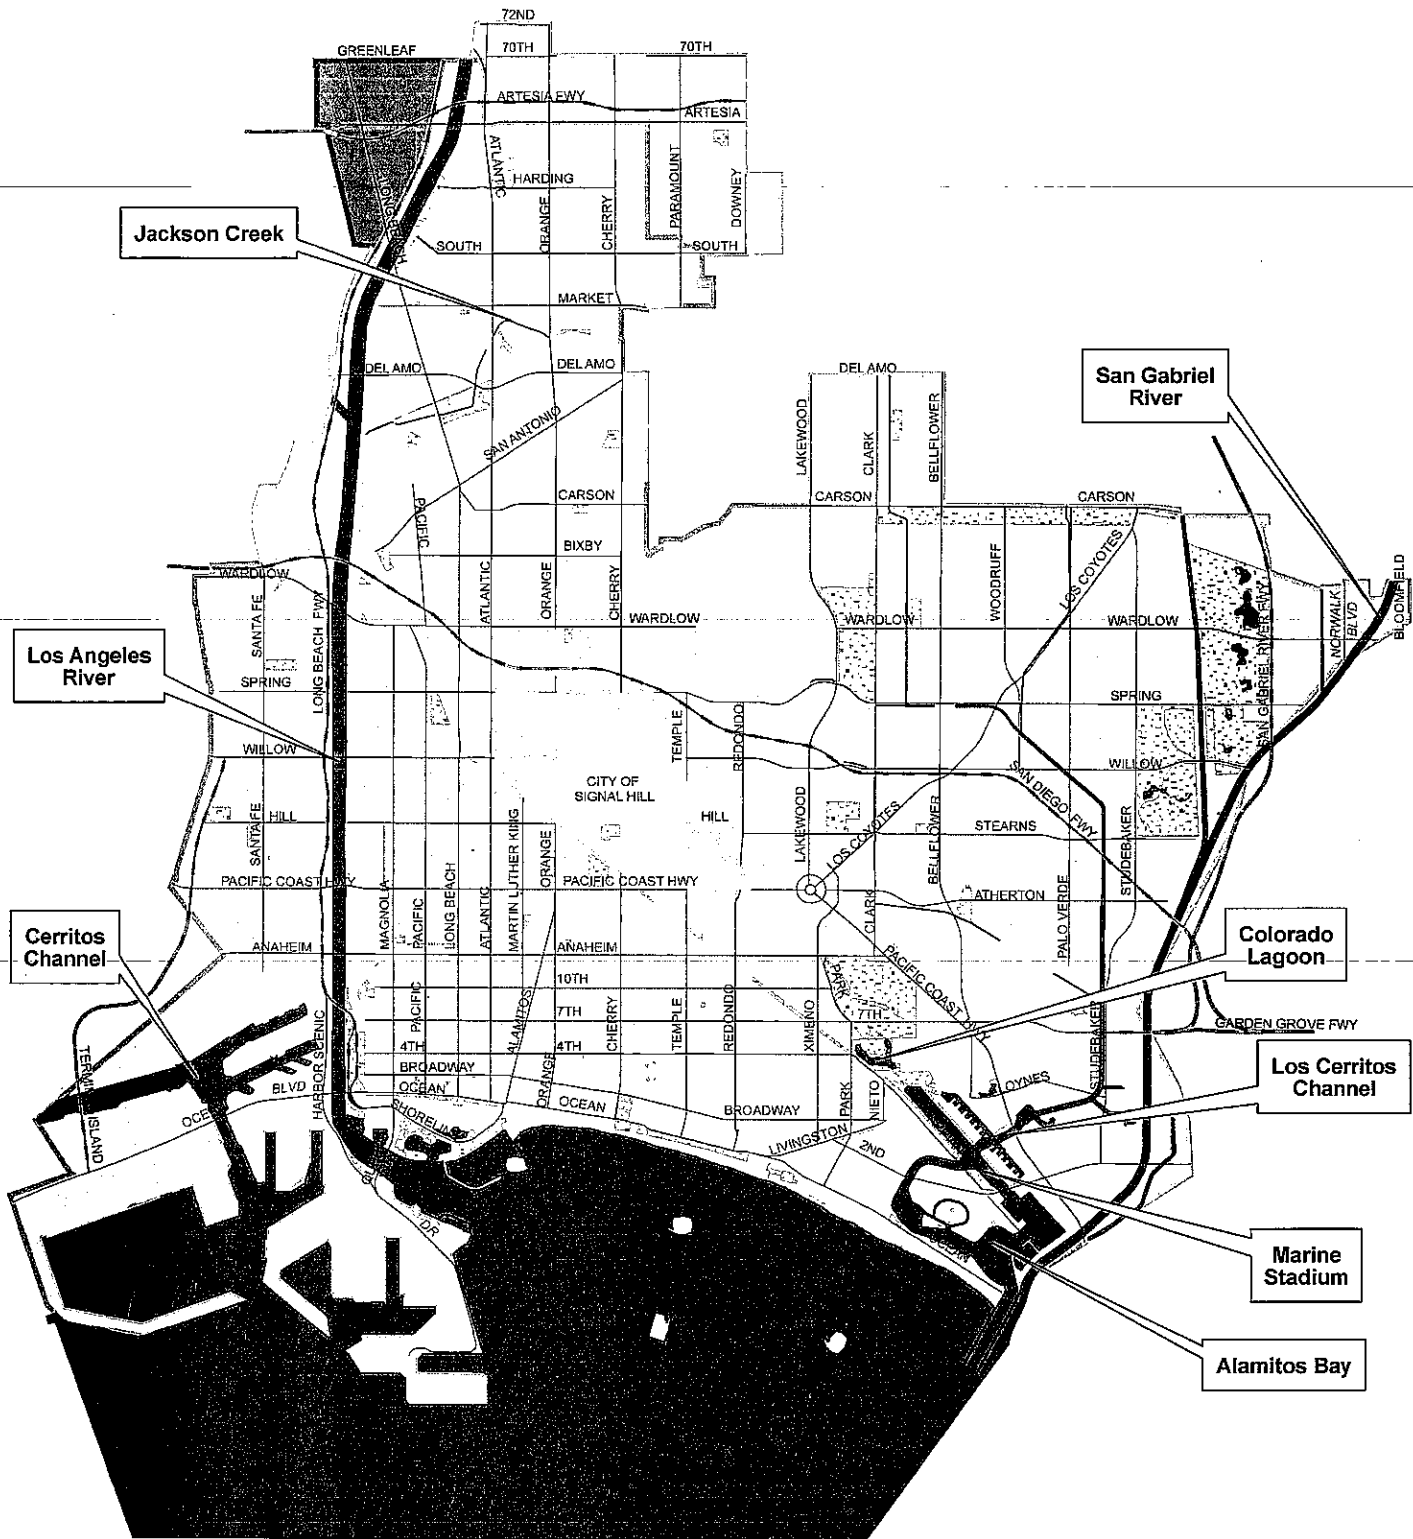 72ND
GREENLEAF
70TH
70TH
ARTESIA FWY
ARTESIA
ATLANTIC
HARDING
PARAMOUNT
DOWNEY
ORANGE
CHERRY
Jackson Creek
SOUTH
SOUTH
MARKET
DEL AMO
DEL AMO
DEL AMO
San Gabriel
River
SAN ANTONIO
LAKEWOOD
CLARK
BELLFLOWER
PACIFIC
CARSON
CARSON
CARSON
BIXBY
LOS COYOTES
WOODRUFF
WARDLOW
SANTA FE
LONG BEACH FWY
ATLANTIC
ORANGE
CHERRY
WARDLOW
WARDLOW
WARDLOW
SAN GABRIEL RIVER FWY
NORWALK
BLVD
BLOOMFIELD
Los Angeles
River
SPRING
SPRING
TEMPLE
REDONDO
WILLOW
WILLOW
CITY OF
SIGNAL HILL
SAN DIEGO FWY
SANTA FE
HILL
HILL
MARTIN LUTHER KING
ORANGE
LAKEWOOD
LOS COYOTES
BELLFLOWER
STEARNS
STUDEBAKER
PACIFIC COAST HWY
PACIFIC COAST HWY
MAGNOLIA
PACIFIC
LONG BEACH
ATLANTIC
CLARK
ATHERTON
PALO VERDE
Cerritos
Channel
ANAHEIM
ANAHEIM
PACIFIC COAST HWY
Colorado
Lagoon
10TH
PARK
7TH
7TH
HARBOR SCENIC
PACIFIC
ALAMITOS
CHERRY
TEMPLE
REDONDO
XIMENO
STUDEBAKER
GARDEN GROVE FWY
4TH
4TH
TERMINAL ISLAND
BROADWAY
BLVD
OCEAN
ORANGE
OCEAN
BROADWAY
PARK
NIETO
Los Cerritos
Channel
SHORELINE
LIVINGSTON
2ND
DR
Marine
Stadium
Alamitos Bay